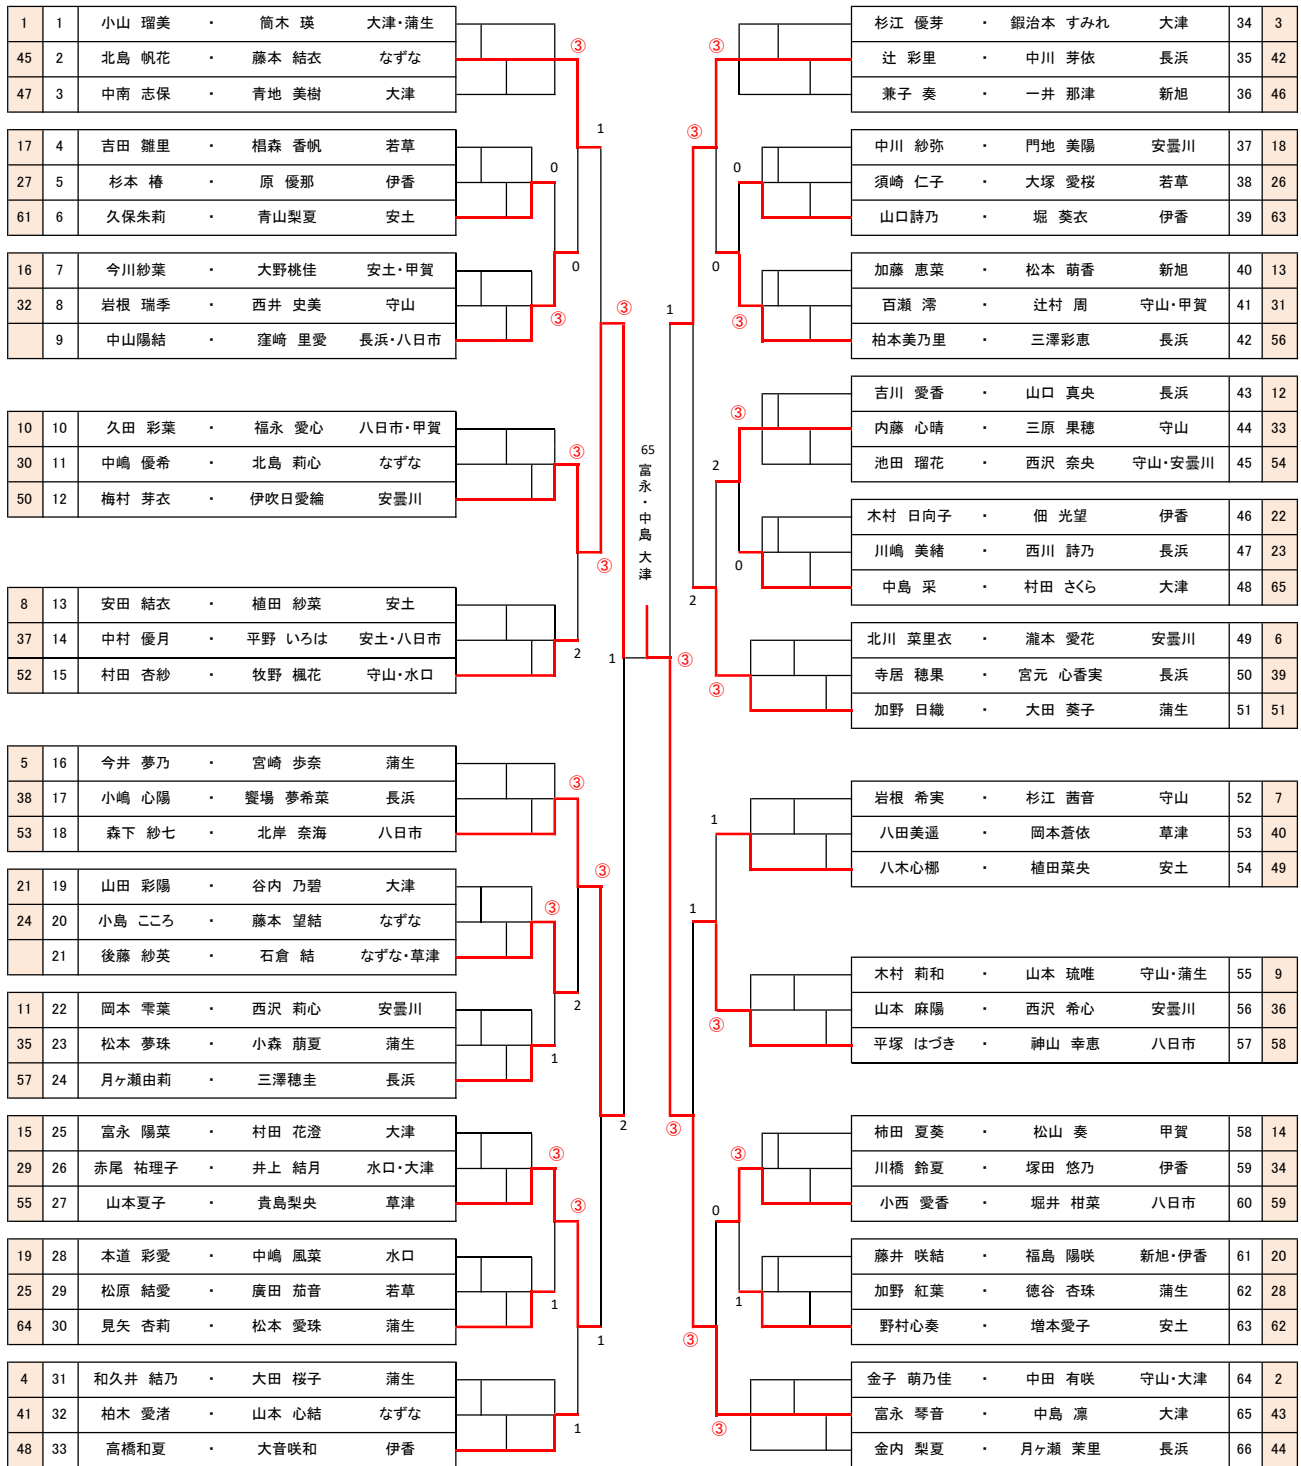 1 1 小山 瑠美 ・ 筒木 瑛 大津・蒲生
45 2 北島 帆花 ・ 藤本 結衣 なずな
47 3 中南 志保 ・ 青地 美樹 大津
17 4 吉田 雛里 ・ 椙森 香帆 若草
27 5 杉本 椿 ・ 原 優那 伊香
61 6 久保朱莉 ・ 青山梨夏 安土
16 7 今川紗葉 ・ 大野桃佳 安土・甲賀
32 8 岩根 瑞季 ・ 西井 史美 守山
9 中山陽結 ・ 窪﨑 里愛 長浜・八日市
10 10 久田 彩葉 ・ 福永 愛心 八日市・甲賀
30 11 中嶋 優希 ・ 北島 莉心 なずな
50 12 梅村 芽衣 ・ 伊吹日愛綸 安曇川
8 13 安田 結衣 ・ 植田 紗菜 安土
37 14 中村 優月 ・ 平野 いろは 安土・八日市
52 15 村田 杏紗 ・ 牧野 楓花 守山・水口
5 16 今井 夢乃 ・ 宮崎 歩奈 蒲生
38 17 小嶋 心陽 ・ 饗場 夢希菜 長浜
53 18 森下 紗七 ・ 北岸 奈海 八日市
21 19 山田 彩陽 ・ 谷内 乃碧 大津
24 20 小島 こころ ・ 藤本 望結 なずな
21 後藤 紗英 ・ 石倉 結 なずな・草津
11 22 岡本 雫葉 ・ 西沢 莉心 安曇川
35 23 松本 夢珠 ・ 小森 萠夏 蒲生
57 24 月ヶ瀬由莉 ・ 三澤穂圭 長浜
15 25 富永 陽菜 ・ 村田 花澄 大津
29 26 赤尾 祐理子 ・ 井上 結月 水口・大津
55 27 山本夏子 ・ 貴島梨央 草津
19 28 本道 彩愛 ・ 中嶋 風菜 水口
25 29 松原 結愛 ・ 廣田 茄音 若草
64 30 見矢 杏莉 ・ 松本 愛珠 蒲生
4 31 和久井 結乃 ・ 大田 桜子 蒲生
41 32 柏木 愛渚 ・ 山本 心結 なずな
48 33 高橋和夏 ・ 大音咲和 伊香
③
1
0
0
③
③
③
③
2
1
③
③
③
2
1
2
③
③
1
1
1
65
富永・中島 大津
③
杉江 優芽 ・ 鍜治本 すみれ 大津 34 3
辻 彩里 ・ 中川 芽依 長浜 35 42
兼子 奏 ・ 一井 那津 新旭 36 46
中川 紗弥 ・ 門地 美陽 安曇川 37 18
須崎 仁子 ・ 大塚 愛桜 若草 38 26
山口詩乃 ・ 堀 葵衣 伊香 39 63
加藤 恵菜 ・ 松本 萌香 新旭 40 13
百瀬 澪 ・ 辻村 周 守山・甲賀 41 31
柏本美乃里 ・ 三澤彩恵 長浜 42 56
吉川 愛香 ・ 山口 真央 長浜 43 12
内藤 心晴 ・ 三原 果穂 守山 44 33
池田 瑠花 ・ 西沢 奈央 守山・安曇川 45 54
木村 日向子 ・ 佃 光望 伊香 46 22
川嶋 美緒 ・ 西川 詩乃 長浜 47 23
中島 采 ・ 村田 さくら 大津 48 65
北川 菜里衣 ・ 瀧本 愛花 安曇川 49 6
寺居 穂果 ・ 宮元 心香実 長浜 50 39
加野 日織 ・ 大田 葵子 蒲生 51 51
岩根 希実 ・ 杉江 茜音 守山 52 7
八田美遥 ・ 岡本蒼依 草津 53 40
八木心梛 ・ 植田菜央 安土 54 49
木村 莉和 ・ 山本 琉唯 守山・蒲生 55 9
山本 麻陽 ・ 西沢 希心 安曇川 56 36
平塚 はづき ・ 神山 幸恵 八日市 57 58
柿田 夏葵 ・ 松山 奏 甲賀 58 14
川橋 鈴夏 ・ 塚田 悠乃 伊香 59 34
小西 愛香 ・ 堀井 柑菜 八日市 60 59
藤井 咲結 ・ 福島 陽咲 新旭・伊香 61 20
加野 紅葉 ・ 徳谷 杏珠 蒲生 62 28
野村心奏 ・ 増本愛子 安土 63 62
金子 萌乃佳 ・ 中田 有咲 守山・大津 64 2
富永 琴音 ・ 中島 凛 大津 65 43
金内 梨夏 ・ 月ヶ瀬 茉里 長浜 66 44
③
③
0
0
③
1
③
2
0
2
③
1
1
③
③
③
0
1
③
③